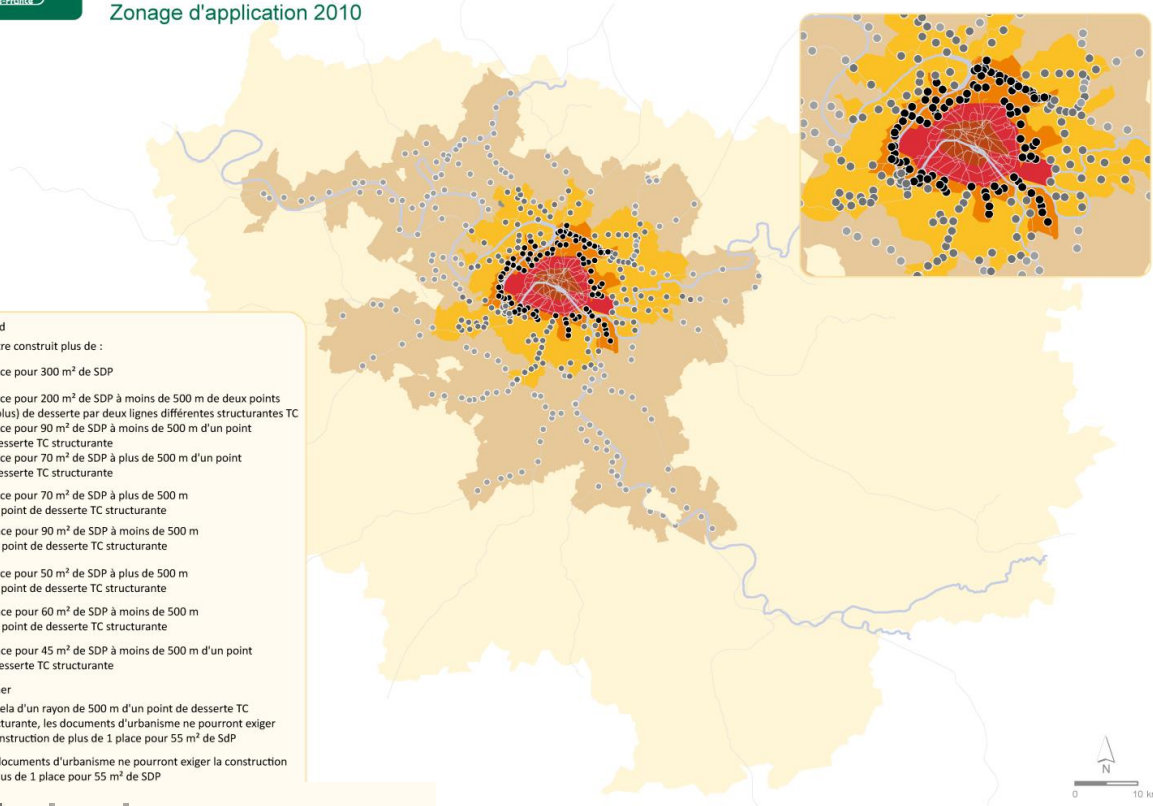 Zonage d'application 2010
d
re construit plus de :
ce pour 300 m² de SDP
ce pour 200 m² de SDP à moins de 500 m de deux points
plus) de desserte par deux lignes différentes structurantes TC
ce pour 90 m² de SDP à moins de 500 m d'un point
esserte TC structurante
ce pour 70 m² de SDP à plus de 500 m d'un point
esserte TC structurante
ce pour 70 m² de SDP à plus de 500 m
point de desserte TC structurante
ce pour 90 m² de SDP à moins de 500 m
point de desserte TC structurante
ce pour 50 m² de SDP à plus de 500 m
point de desserte TC structurante
ce pour 60 m² de SDP à moins de 500 m
point de desserte TC structurante
ce pour 45 m² de SDP à moins de 500 m d'un point
esserte TC structurante
er
ela d'un rayon de 500 m d'un point de desserte TC
cturante, les documents d'urbanisme ne pourront exiger
nstruction de plus de 1 place pour 55 m² de SdP
documents d'urbanisme ne pourront exiger la construction
lus de 1 place pour 55 m² de SDP
N
0 10 k